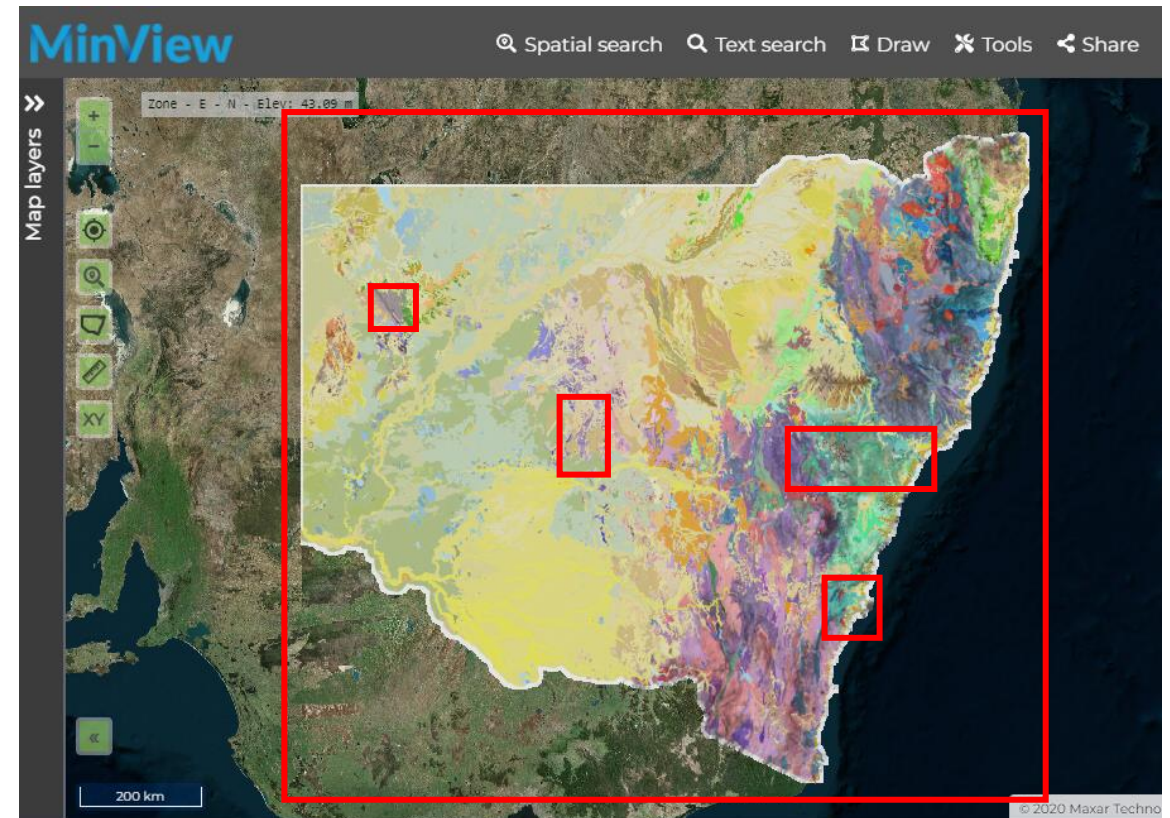 MinView
Spatial search
Text search
Draw
Tools
Share
Map layers
Zone - E - N - Elev: 43.09 m
+
−
XY
«
200 km
© 2020 Maxar Techno